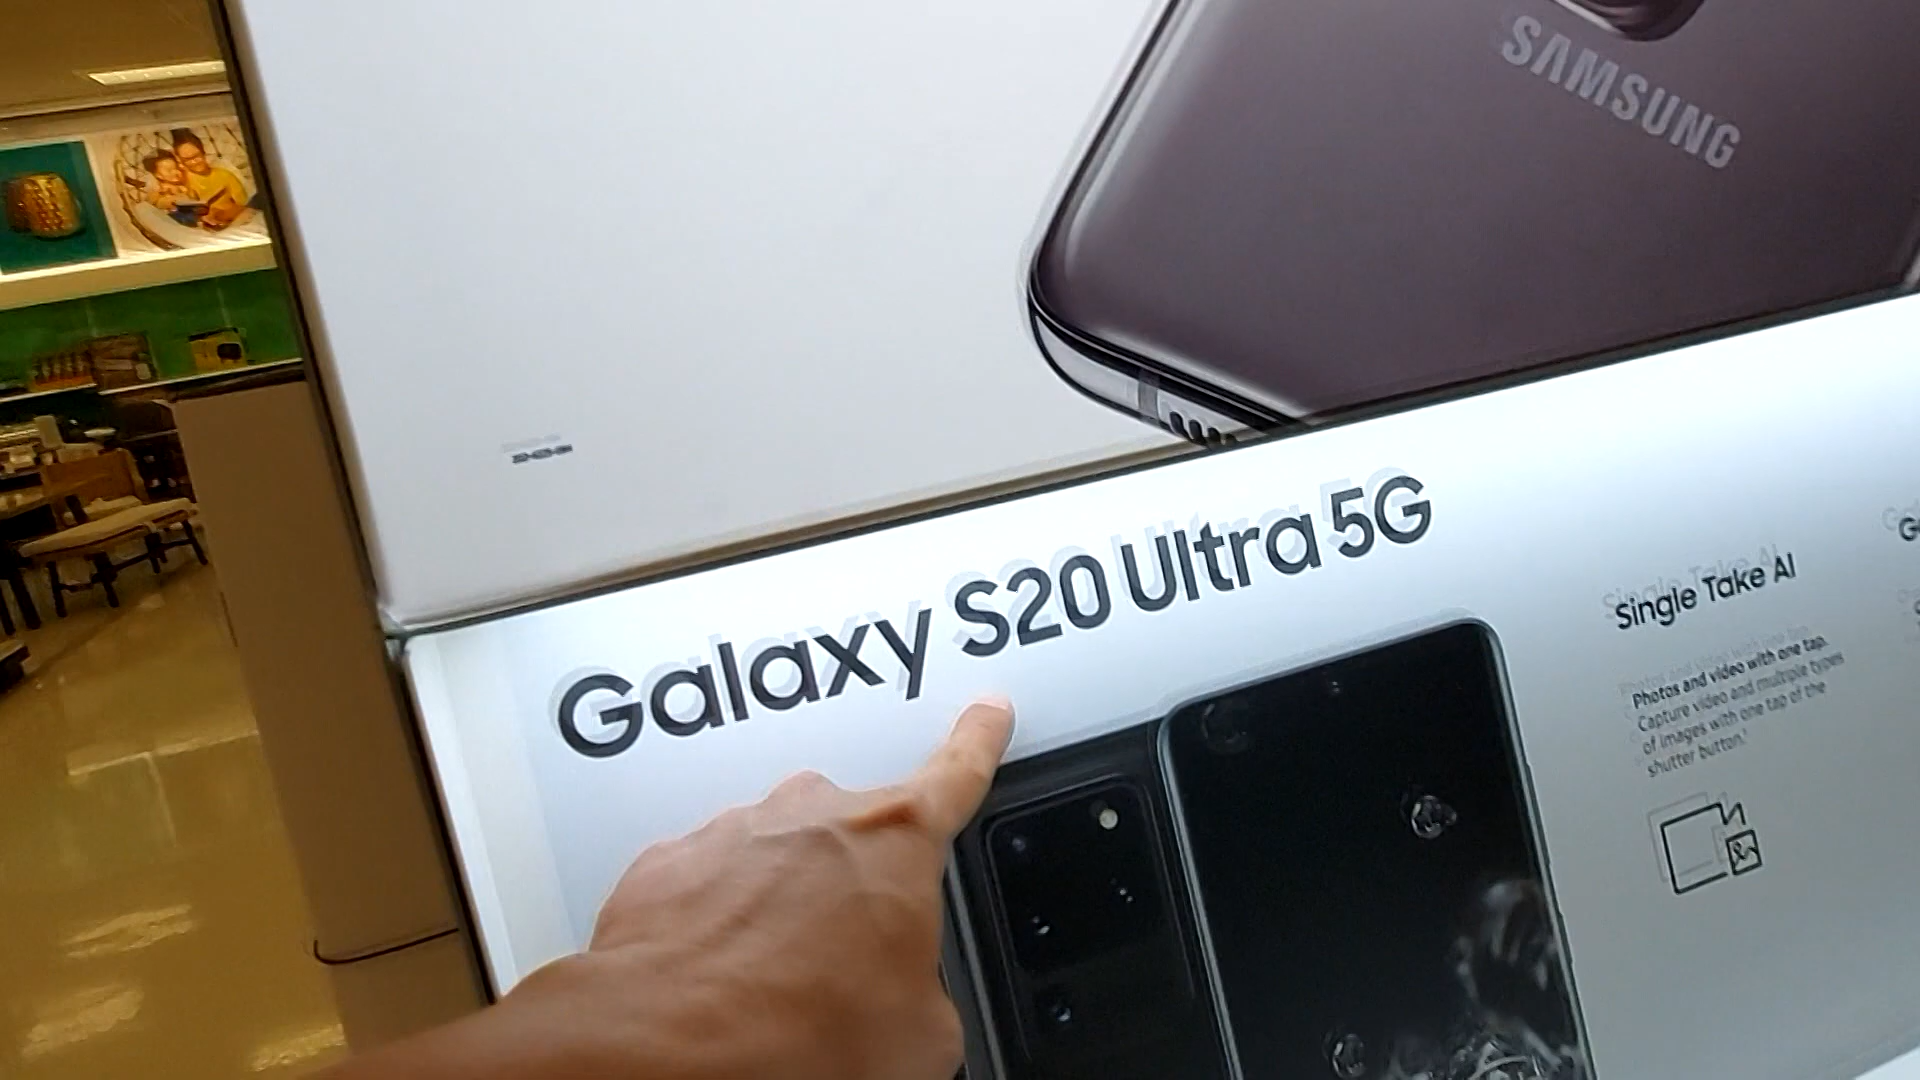 SAMSUNG
Galaxy S20 Ultra 5G
Single Take AI
Photos and video with one tap.
Capture video and multiple types
of images with one tap of the
shutter button.¹